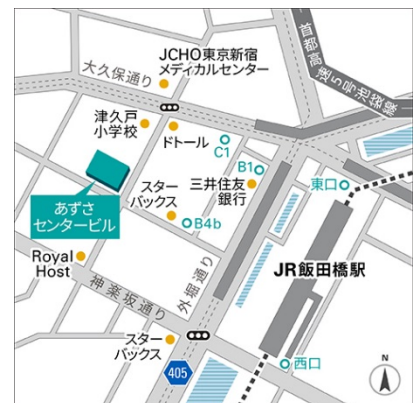 JCHO東京新宿
メディカルセンター
大久保通り
首都高速5号池袋線
津久戸
小学校
ドトール
C1
B1
三井住友
銀行
東口
あずさ
センタービル
スター
バックス
B4b
Royal
Host
神楽坂通り
外堀通り
JR飯田橋駅
スター
バックス
405
西口
N